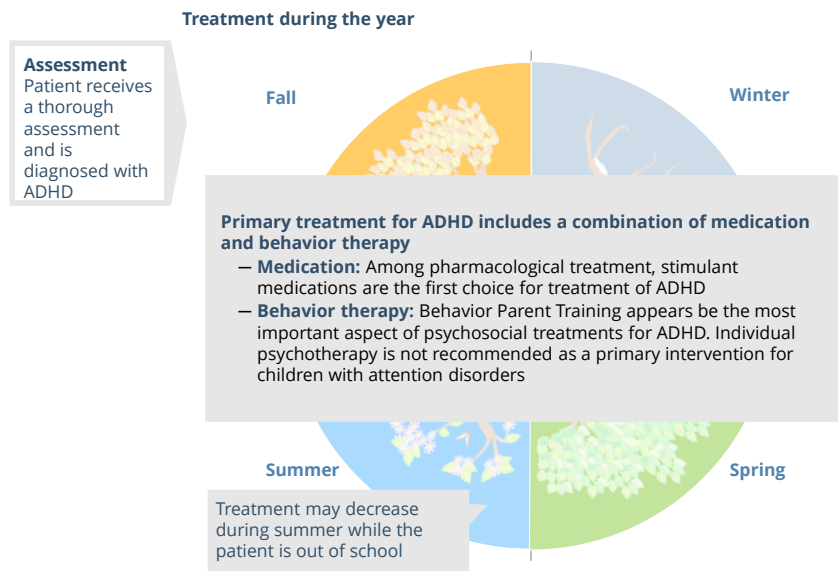 Treatment during the year
Assessment
Patient receives
a thorough
assessment
and is
diagnosed with
ADHD
Fall
Winter
Primary treatment for ADHD includes a combination of medication
and behavior therapy
– Medication: Among pharmacological treatment, stimulant
medications are the first choice for treatment of ADHD
– Behavior therapy: Behavior Parent Training appears be the most
important aspect of psychosocial treatments for ADHD. Individual
psychotherapy is not recommended as a primary intervention for
children with attention disorders
Summer
Spring
Treatment may decrease
during summer while the
patient is out of school